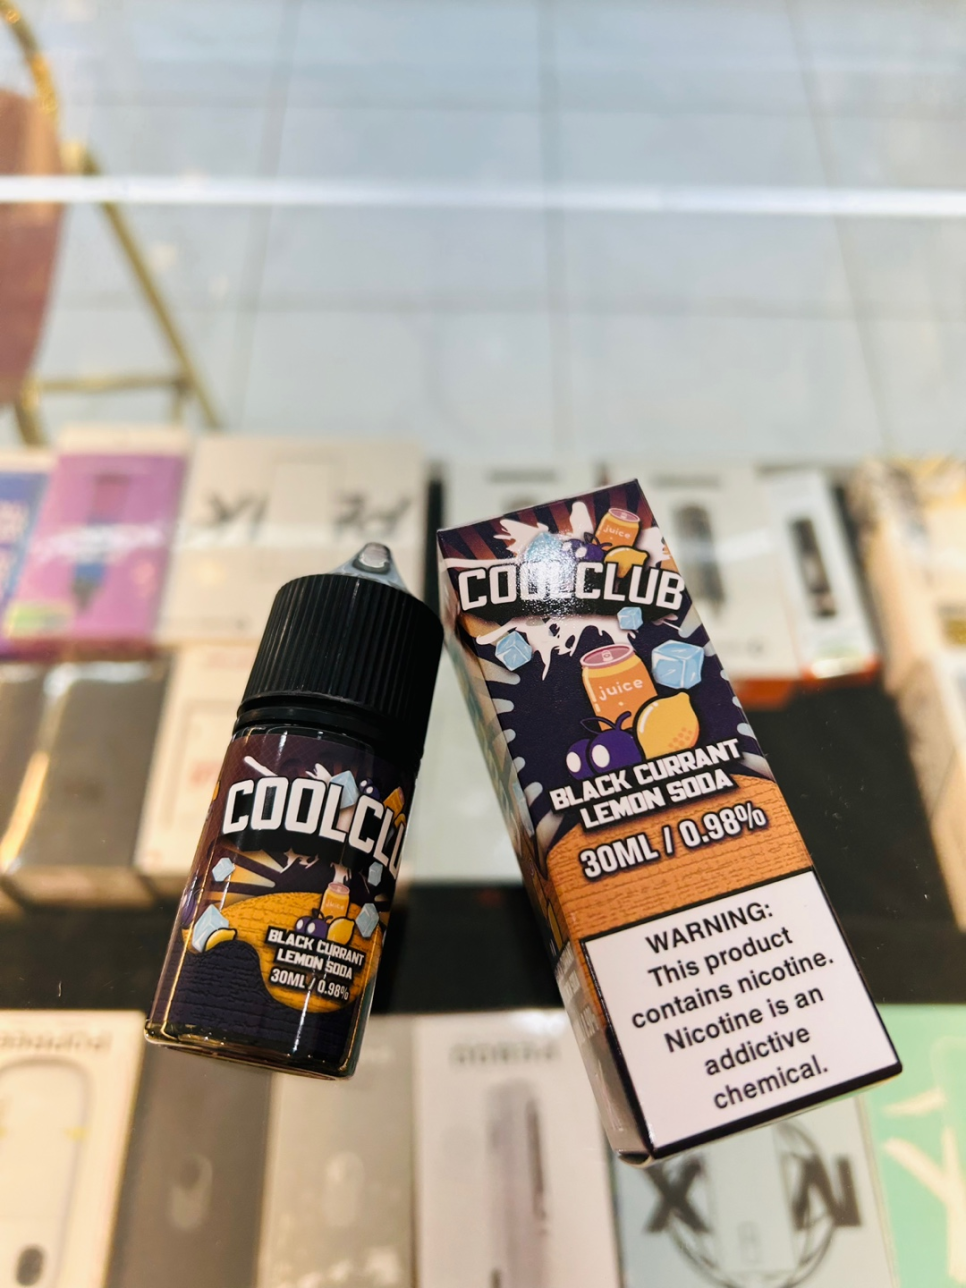 COOLCLU
juice
BLACK CURRANT
LEMON SODA
30ML / 0.98%
juice
COOLCLUB
juice
BLACK CURRANT
LEMON SODA
30ML / 0.98%
WARNING:
This product
contains nicotine.
Nicotine is an
addictive
chemical.